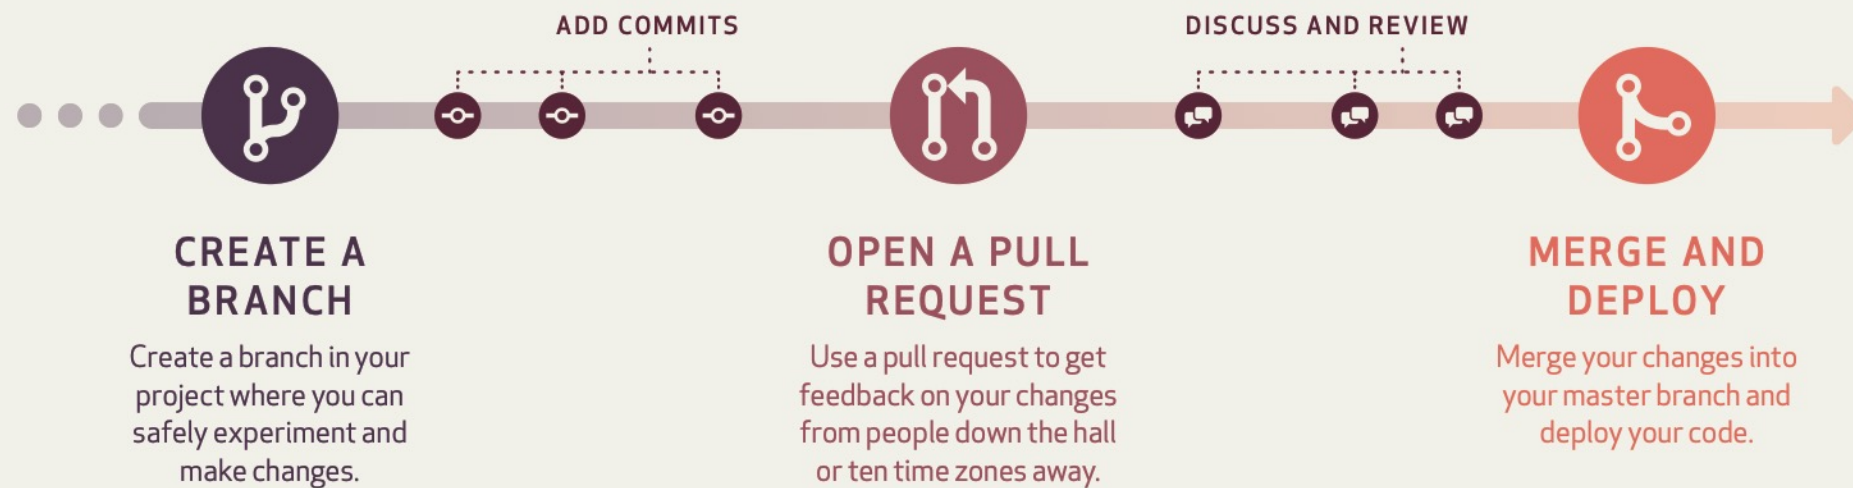 ADD COMMITS
DISCUSS AND REVIEW
CREATE A
BRANCH
Create a branch in your
project where you can
safely experiment and
make changes.
OPEN A PULL
REQUEST
Use a pull request to get
feedback on your changes
from people down the hall
or ten time zones away.
MERGE AND
DEPLOY
Merge your changes into
your master branch and
deploy your code.